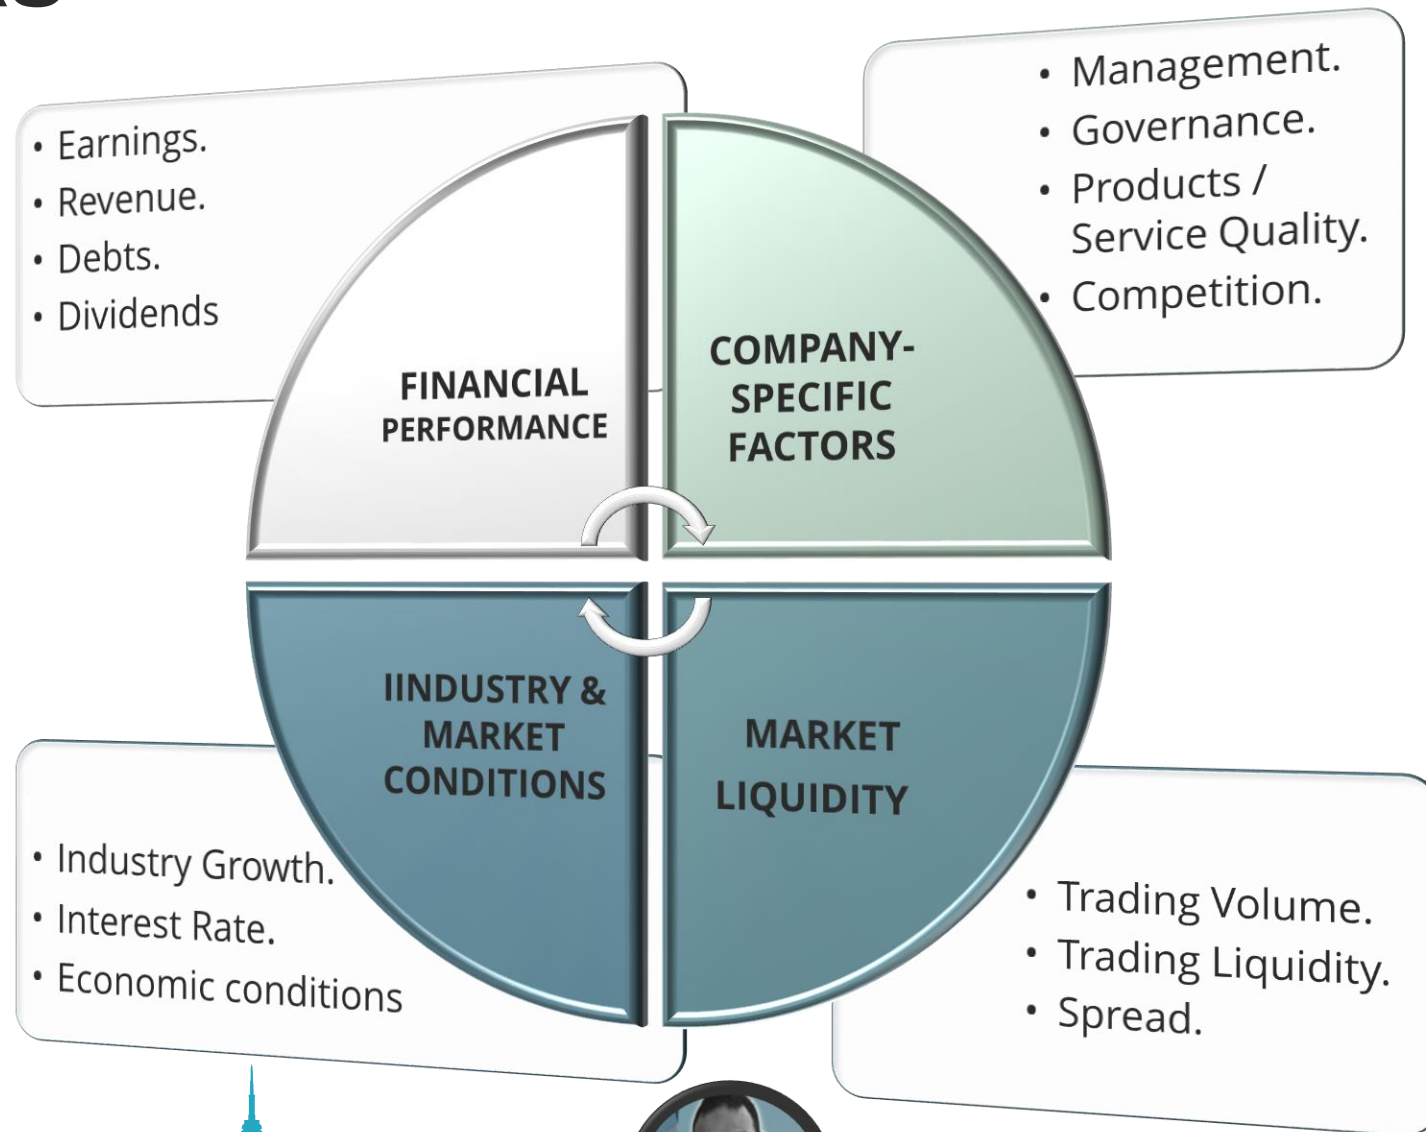 • Earnings.
• Revenue.
• Debts.
• Dividends
FINANCIAL
PERFORMANCE
• Management.
• Governance.
• Products /
Service Quality.
• Competition.
COMPANY-
SPECIFIC
FACTORS
IINDUSTRY &
MARKET
CONDITIONS
• Industry Growth.
• Interest Rate.
• Economic conditions
MARKET
LIQUIDITY
• Trading Volume.
• Trading Liquidity.
• Spread.